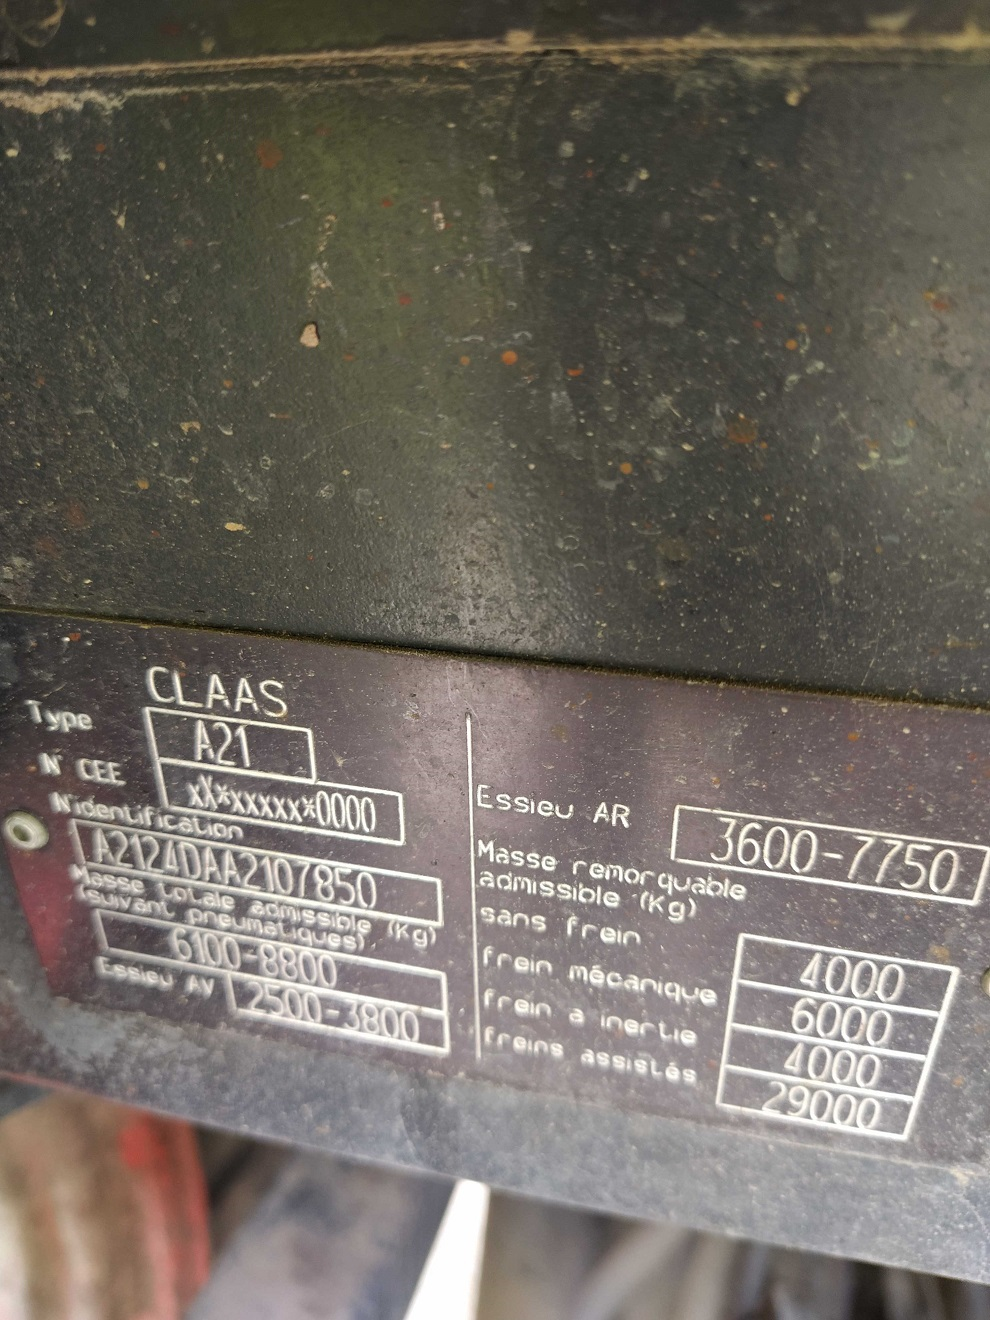 CLAAS
Type A21
N° CEE xX*xxxxx*0000
N°identification
A2124DAA2107850
Masse totale admissible (Kg)
(suivant pneumatiques)
6100-8800
Essieu AV 2500-3800
Essieu AR 3600-7750
Masse remorquable
admissible (Kg)
sans frein 4000
frein mécanique 6000
frein a inertie 4000
freins assistés 29000